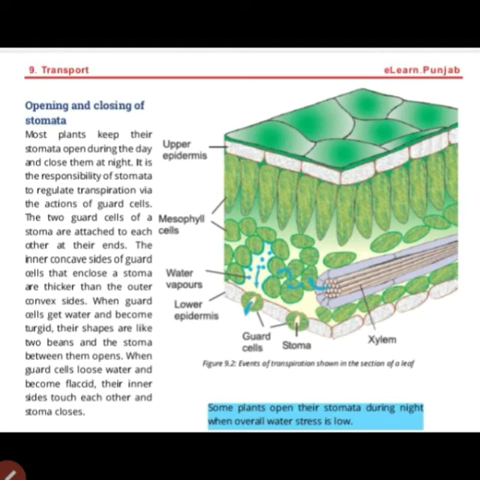 9. Transport
eLearn.Punjab
Opening and closing of
stomata
Most plants keep their
stomata open during the day
and close them at night. It is
the responsibility of stomata
to regulate transpiration via
the actions of guard cells.
The two guard cells of a
stoma are attached to each
other at their ends. The
inner concave sides of guard
cells that enclose a stoma
are thicker than the outer
convex sides. When guard
cells get water and become
turgid, their shapes are like
two beans and the stoma
between them opens. When
guard cells loose water and
become flaccid, their inner
sides touch each other and
stoma closes.
Upper
epidermis
Mesophyll
cells
Water
vapours
Lower
epidermis
Guard
cells
Stoma
Xylem
Figure 9.2: Events of transpiration shown in the section of a leaf
Some plants open their stomata during night
when overall water stress is low.